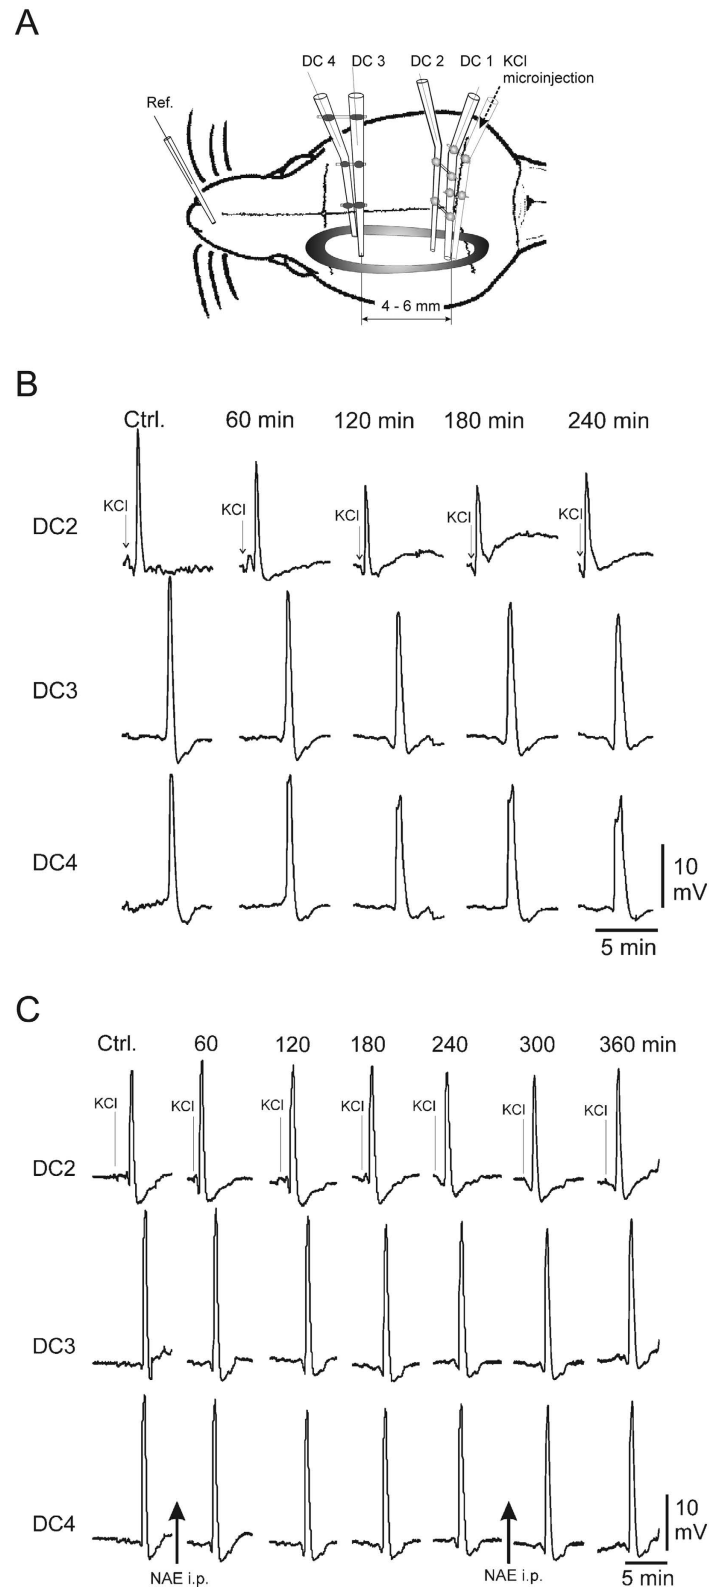 A
DC 4 DC 3 DC 2 DC 1 KCl
microinjection
Ref.
4 - 6 mm
B
Ctrl. 60 min 120 min 180 min 240 min
KCl KCl KCl KCl KCl
DC2
DC3
DC4
10
mV
5 min
C
Ctrl. 60 120 180 240 300 360 min
KCl KCl KCl KCl KCl KCl KCl
DC2
DC3
DC4
10
mV
NAE i.p. NAE i.p. 5 min